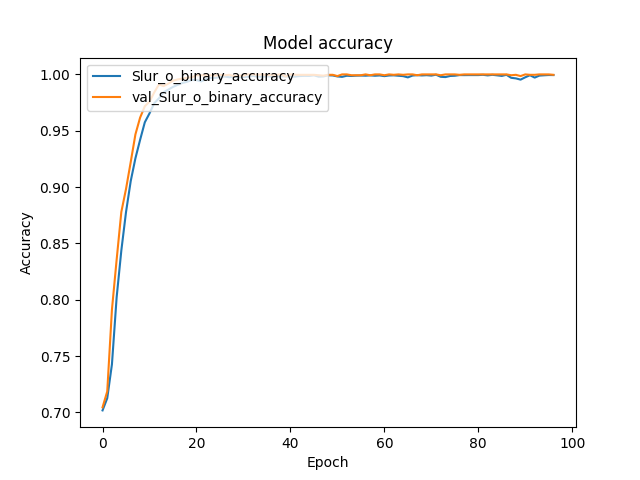 Model accuracy
Slur_o_binary_accuracy
val_Slur_o_binary_accuracy
1.00
0.95
0.90
0.85
0.80
0.75
0.70
Accuracy
0
20
40
60
80
100
Epoch